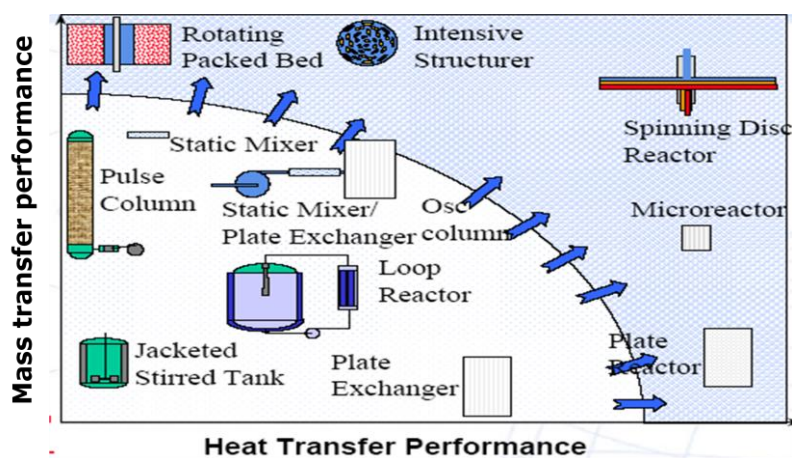 Mass transfer performance
Rotating
Packed Bed
Intensive
Structurer
Spinning Disc
Reactor
Static Mixer
Pulse
Column
Static Mixer/
Plate Exchanger
Osc
column
Microreactor
Loop
Reactor
Jacketed
Stirred Tank
Plate
Exchanger
Plate
Reactor
Heat Transfer Performance